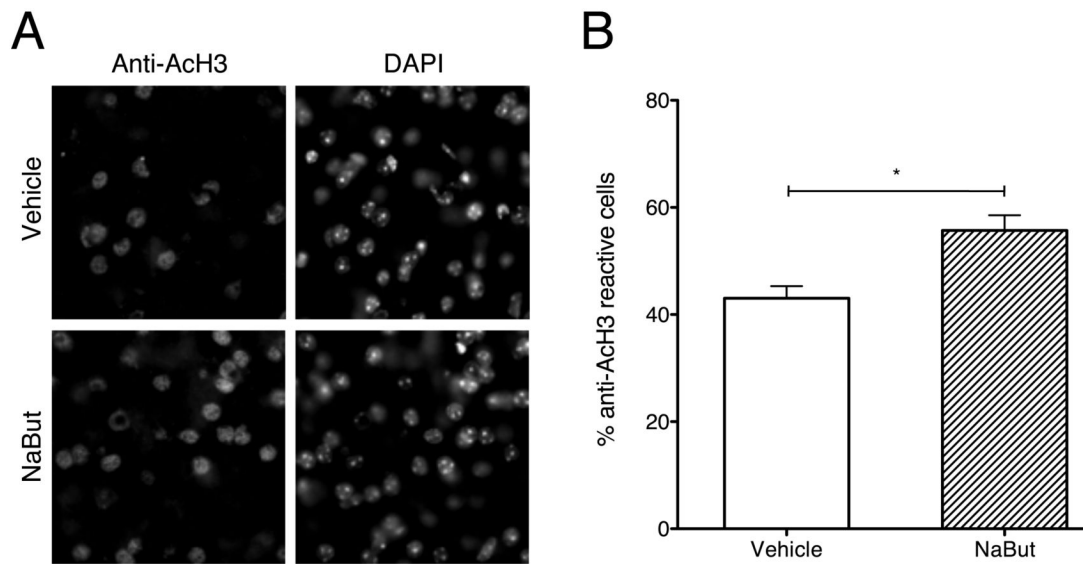 A
B
Anti-AcH3
DAPI
Vehicle
NaBut
% anti-AcH3 reactive cells
80
60
40
20
0
*
Vehicle
NaBut